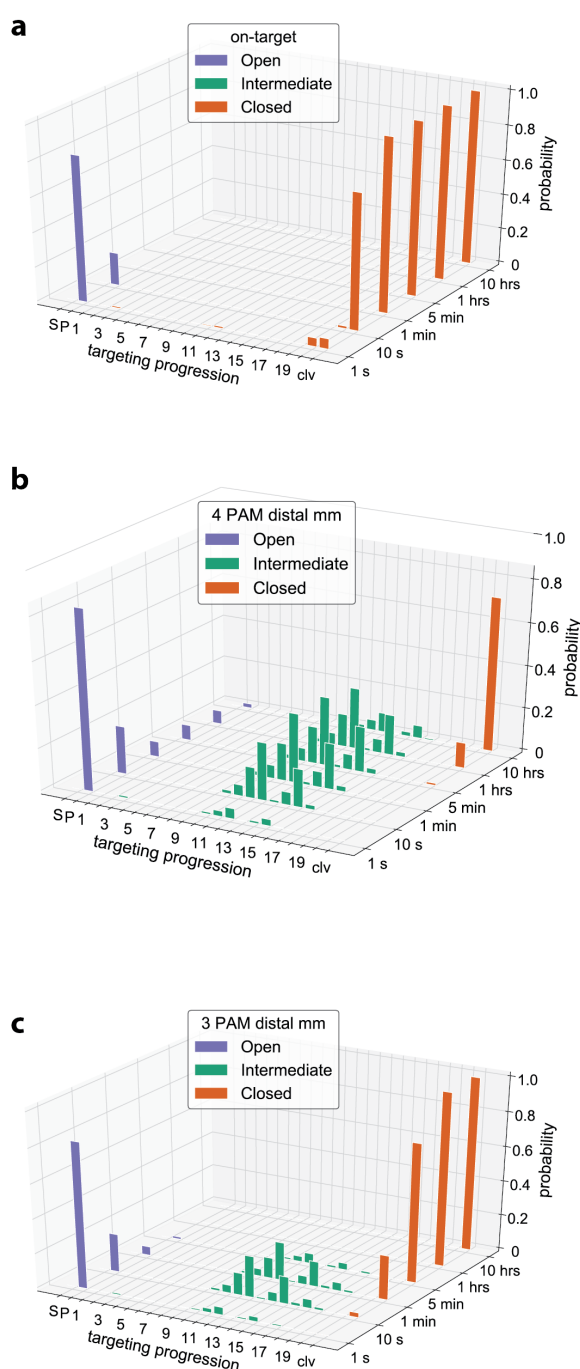 a
on-target
Open
Intermediate
Closed
1.0
0.8
0.6
0.4
0.2
0
probability
10 hrs
1 hrs
5 min
1 min
10 s
1 s
SP 1 3 5 7 9 11 13 15 17 19 clv
targeting progression
b
4 PAM distal mm
Open
Intermediate
Closed
1.0
0.8
0.6
0.4
0.2
0
probability
10 hrs
1 hrs
5 min
1 min
10 s
1 s
SP 1 3 5 7 9 11 13 15 17 19 clv
targeting progression
c
3 PAM distal mm
Open
Intermediate
Closed
1.0
0.8
0.6
0.4
0.2
0
probability
10 hrs
1 hrs
5 min
1 min
10 s
1 s
SP 1 3 5 7 9 11 13 15 17 19 clv
targeting progression